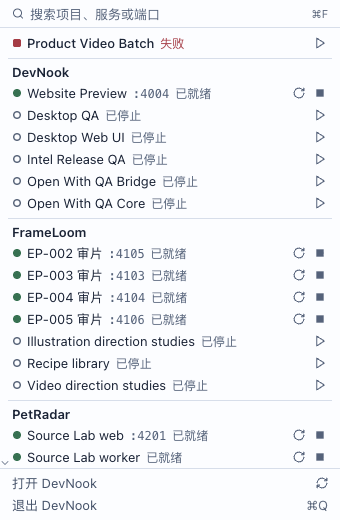 搜索项目、服务或端口 ⌘F
Product Video Batch 失败
DevNook
Website Preview :4004 已就绪
Desktop QA 已停止
Desktop Web UI 已停止
Intel Release QA 已停止
Open With QA Bridge 已停止
Open With QA Core 已停止
FrameLoom
EP-002 审片 :4105 已就绪
EP-003 审片 :4103 已就绪
EP-004 审片 :4104 已就绪
EP-005 审片 :4106 已就绪
Illustration direction studies 已停止
Recipe library 已停止
Video direction studies 已停止
PetRadar
Source Lab web :4201 已就绪
Source Lab worker 已就绪
打开 DevNook
退出 DevNook ⌘Q